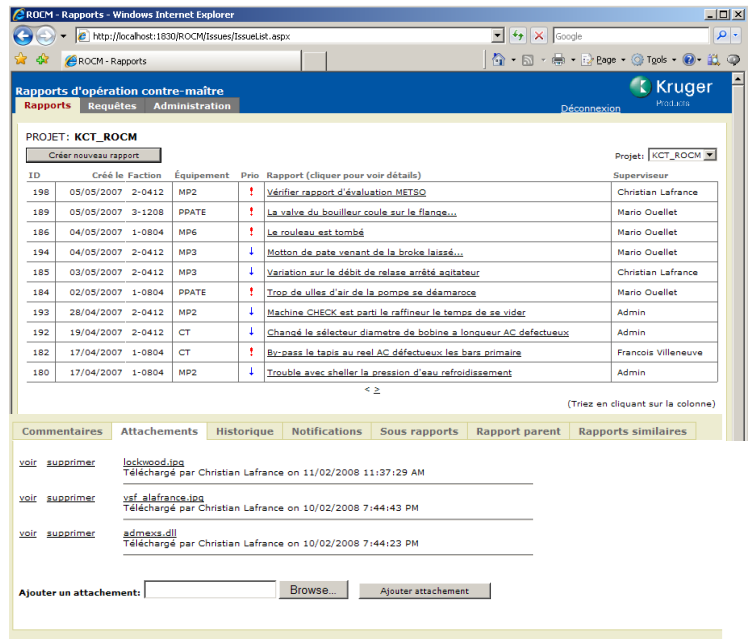 ROCM - Rapports - Windows Internet Explorer
http://localhost:1830/ROCM/Issues/IssueList.aspx
Google
ROCM - Rapports
Page
Tools
Rapports d'opération contre-maître
Kruger
Products
Rapports Requêtes Administration
Déconnexion
PROJET: KCT_ROCM
Créer nouveau rapport
Projet: KCT_ROCM
ID Créé le Faction Équipement Prio Rapport (cliquer pour voir détails) Superviseur
198 05/05/2007 2-0412 MP2 ! Vérifier rapport d'évaluation METSO Christian Lafrance
189 05/05/2007 3-1208 PPATE ! La valve du bouilleur coule sur le flange... Mario Ouellet
186 04/05/2007 1-0804 MP6 ! Le rouleau est tombé Mario Ouellet
194 04/05/2007 2-0412 MP3 ↓ Motton de pate venant de la broke laissé... Mario Ouellet
185 03/05/2007 2-0412 MP3 ↓ Variation sur le débit de relase arrêté agitateur Christian Lafrance
184 02/05/2007 1-0804 PPATE ! Trop de ulles d'air de la pompe se déamaroce Mario Ouellet
193 28/04/2007 2-0412 MP2 ↓ Machine CHECK est parti le raffineur le temps de se vider Admin
192 19/04/2007 2-0412 CT ↓ Changé le sélecteur diametre de bobine a longueur AC defectueux Admin
182 17/04/2007 1-0804 CT ! By-pass le tapis au reel AC défectueux les bars primaire Francois Villeneuve
180 17/04/2007 1-0804 MP2 ↓ Trouble avec sheller la pression d'eau refroidissement Admin
< >
(Triez en cliquant sur la colonne)
Commentaires Attachements Historique Notifications Sous rapports Rapport parent Rapports similaires
voir supprimer lockwood.jpg
Téléchargé par Christian Lafrance on 11/02/2008 11:37:29 AM
voir supprimer vsf_alafrance.jpg
Téléchargé par Christian Lafrance on 10/02/2008 7:44:43 PM
voir supprimer admexs.dll
Téléchargé par Christian Lafrance on 10/02/2008 7:44:23 PM
Ajouter un attachement: Browse... Ajouter attachement